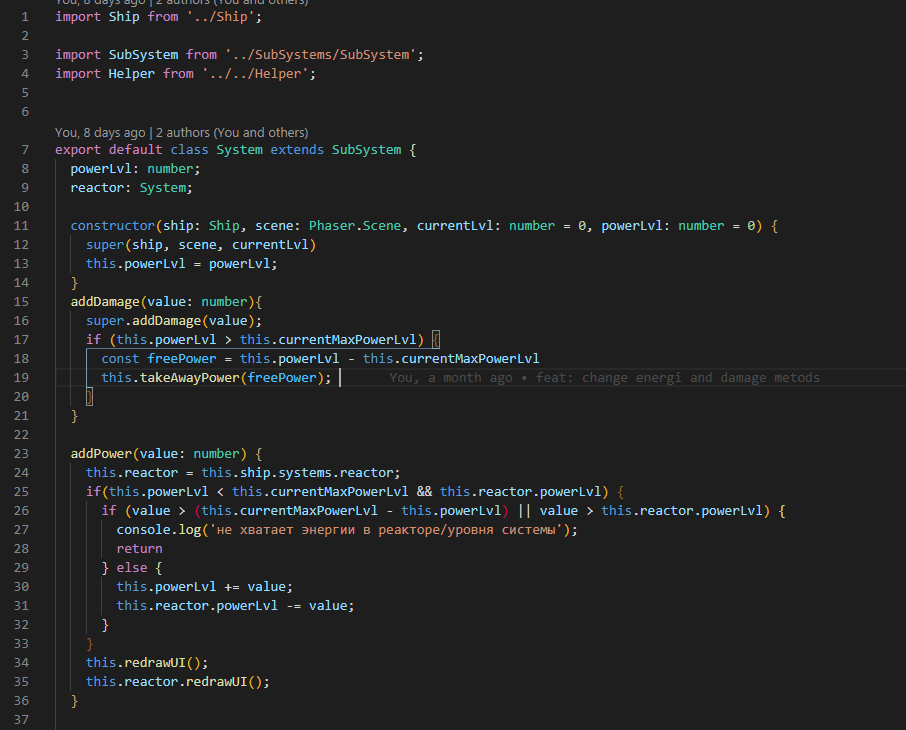 You, 8 days ago | 2 authors (You and others)
1 import Ship from '../Ship';
2
3 import SubSystem from '../SubSystems/SubSystem';
4 import Helper from '../../Helper';
5
6
You, 8 days ago | 2 authors (You and others)
7 export default class System extends SubSystem {
8 powerLvl: number;
9 reactor: System;
10
11 constructor(ship: Ship, scene: Phaser.Scene, currentLvl: number = 0, powerLvl: number = 0) {
12 super(ship, scene, currentLvl)
13 this.powerLvl = powerLvl;
14 }
15 addDamage(value: number){
16 super.addDamage(value);
17 if (this.powerLvl > this.currentMaxPowerLvl) {
18 const freePower = this.powerLvl - this.currentMaxPowerLvl
19 this.takeAwayPower(freePower); You, a month ago • feat: change energi and damage metods
20 }
21 }
22
23 addPower(value: number) {
24 this.reactor = this.ship.systems.reactor;
25 if(this.powerLvl < this.currentMaxPowerLvl && this.reactor.powerLvl) {
26 if (value > (this.currentMaxPowerLvl - this.powerLvl) || value > this.reactor.powerLvl) {
27 console.log('не хватает энергии в реакторе/уровня системы');
28 return
29 } else {
30 this.powerLvl += value;
31 this.reactor.powerLvl -= value;
32 }
33 }
34 this.redrawUI();
35 this.reactor.redrawUI();
36 }
37